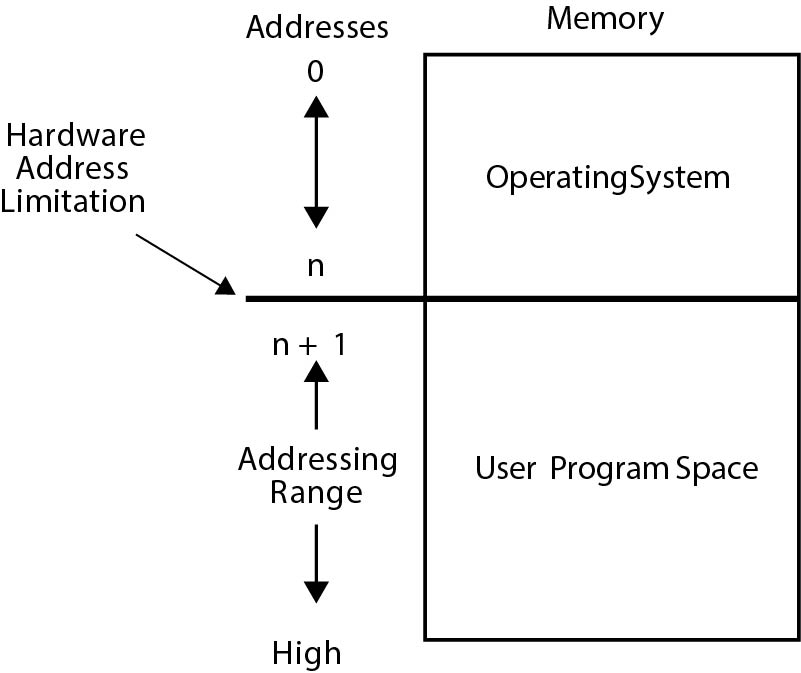 Addresses
Memory
0
Hardware
Address
Limitation
OperatingSystem
n
n + 1
Addressing
Range
User Program Space
High